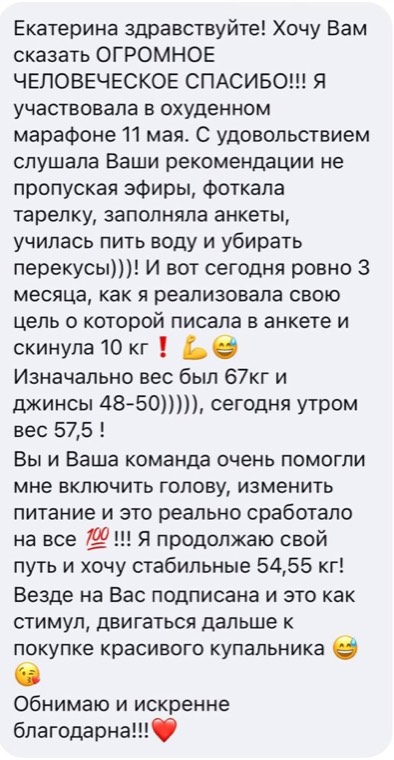 Екатерина здравствуйте! Хочу Вам
сказать ОГРОМНОЕ
ЧЕЛОВЕЧЕСКОЕ СПАСИБО!!! Я
участвовала в охуденном
марафоне 11 мая. С удовольствием
слушала Ваши рекомендации не
пропуская эфиры, фоткала
тарелку, заполняла анкеты,
училась пить воду и убирать
перекусы)))! И вот сегодня ровно 3
месяца, как я реализовала свою
цель о которой писала в анкете и
скинула 10 кг❗💪😅
Изначально вес был 67кг и
джинсы 48-50))))), сегодня утром
вес 57,5 !
Вы и Ваша команда очень помогли
мне включить голову, изменить
питание и это реально сработало
на все 💯 !!! Я продолжаю свой
путь и хочу стабильные 54,55 кг!
Везде на Вас подписана и это как
стимул, двигаться дальше к
покупке красивого купальника 😅
😘
Обнимаю и искренне
благодарна!!!❤️